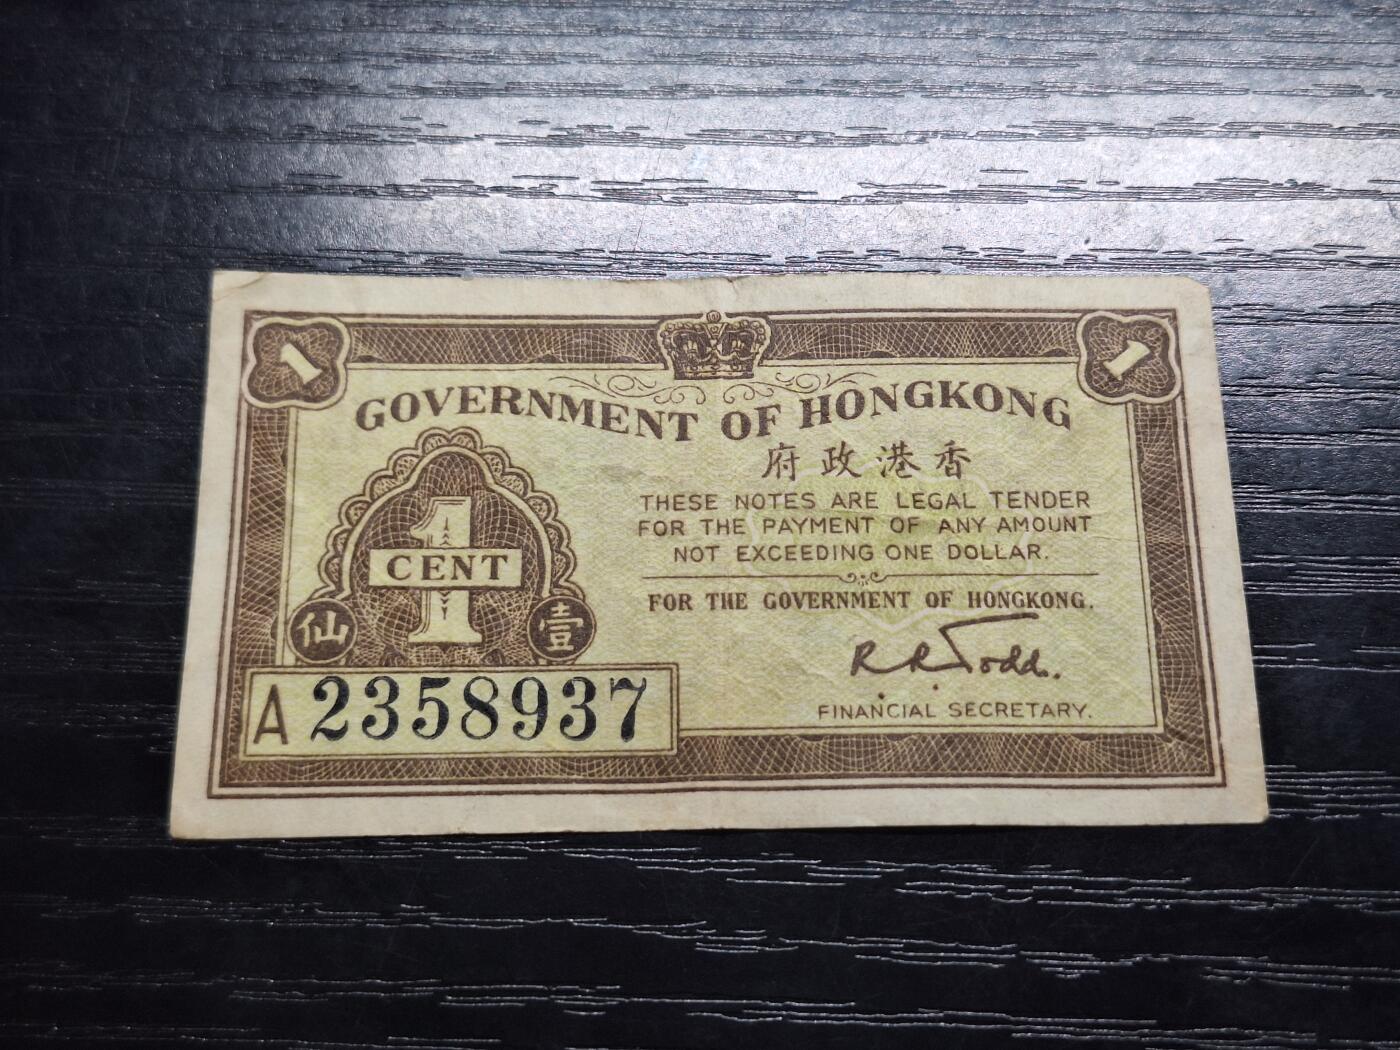 1 1
GOVERNMENT OF HONGKONG
府政港香
THESE NOTES ARE LEGAL TENDER
FOR THE PAYMENT OF ANY AMOUNT
NOT EXCEEDING ONE DOLLAR.
FOR THE GOVERNMENT OF HONGKONG.
R R Todd.
FINANCIAL SECRETARY.
1
CENT
仙 壹
A 2358937